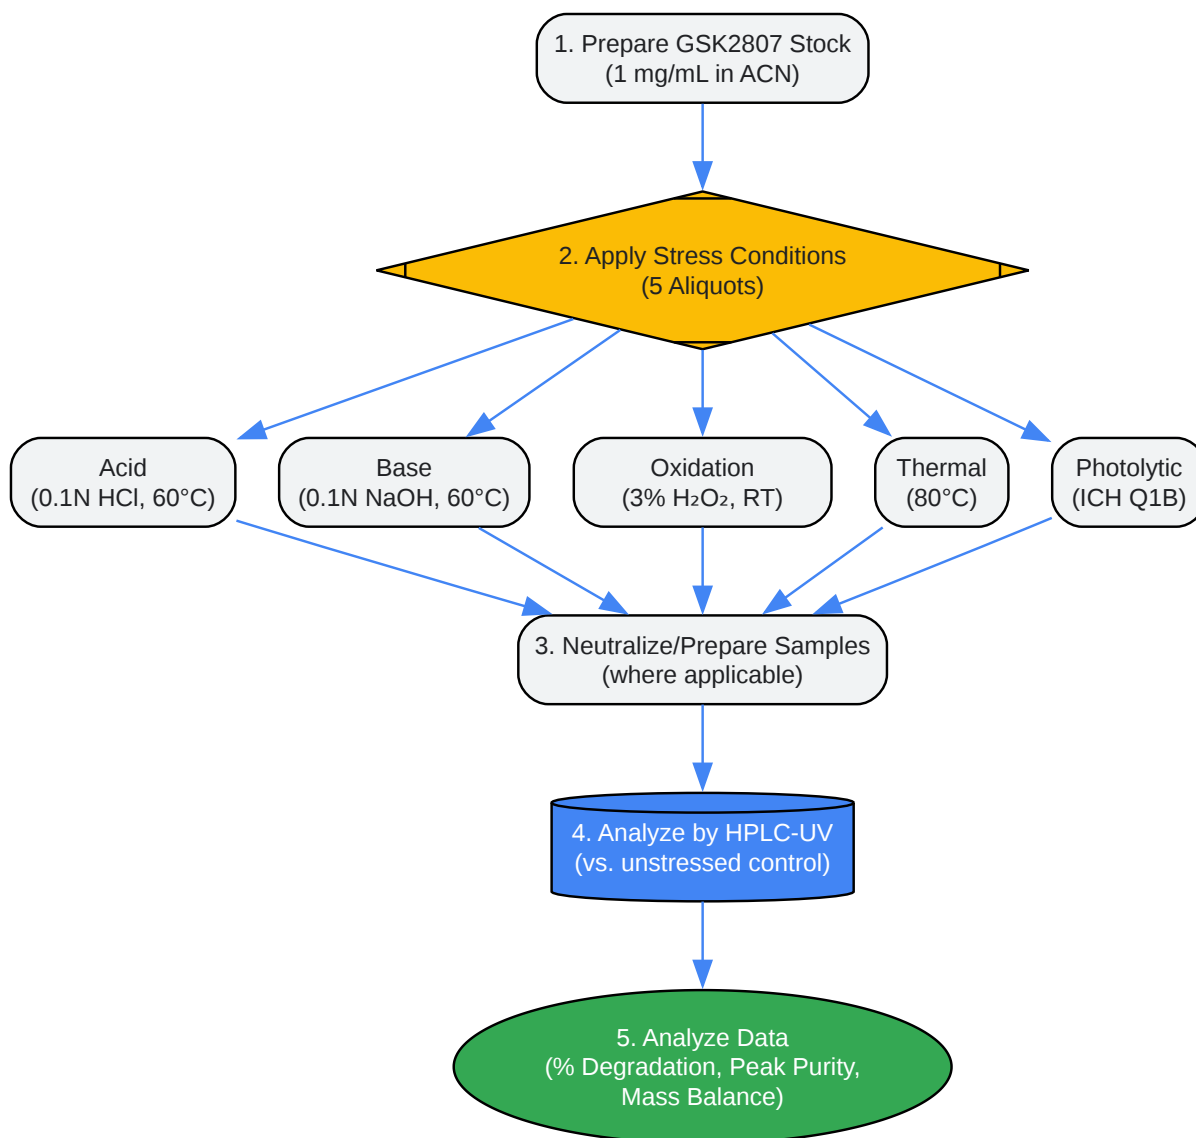 1. Prepare GSK2807 Stock
(1 mg/mL in ACN)
2. Apply Stress Conditions
(5 Aliquots)
Acid
(0.1N HCl, 60°C)
Base
(0.1N NaOH, 60°C)
Oxidation
(3% H₂O₂, RT)
Thermal
(80°C)
Photolytic
(ICH Q1B)
3. Neutralize/Prepare Samples
(where applicable)
4. Analyze by HPLC-UV
(vs. unstressed control)
5. Analyze Data
(% Degradation, Peak Purity,
Mass Balance)